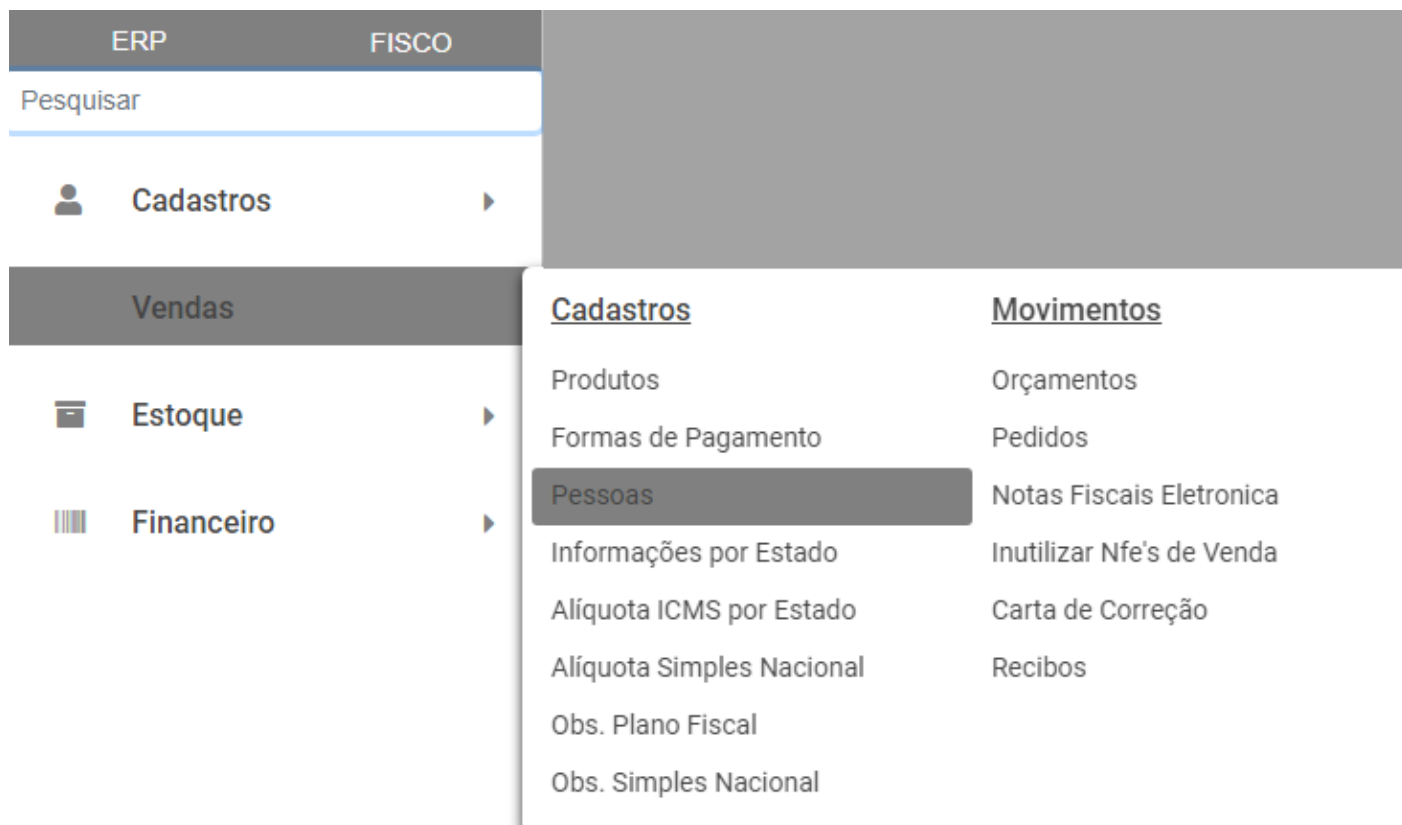 ERP FISCO
Pesquisar
Cadastros
Vendas
Estoque
Financeiro
Cadastros
Produtos
Formas de Pagamento
Pessoas
Informações por Estado
Alíquota ICMS por Estado
Alíquota Simples Nacional
Obs. Plano Fiscal
Obs. Simples Nacional
Movimentos
Orçamentos
Pedidos
Notas Fiscais Eletronica
Inutilizar Nfe's de Venda
Carta de Correção
Recibos